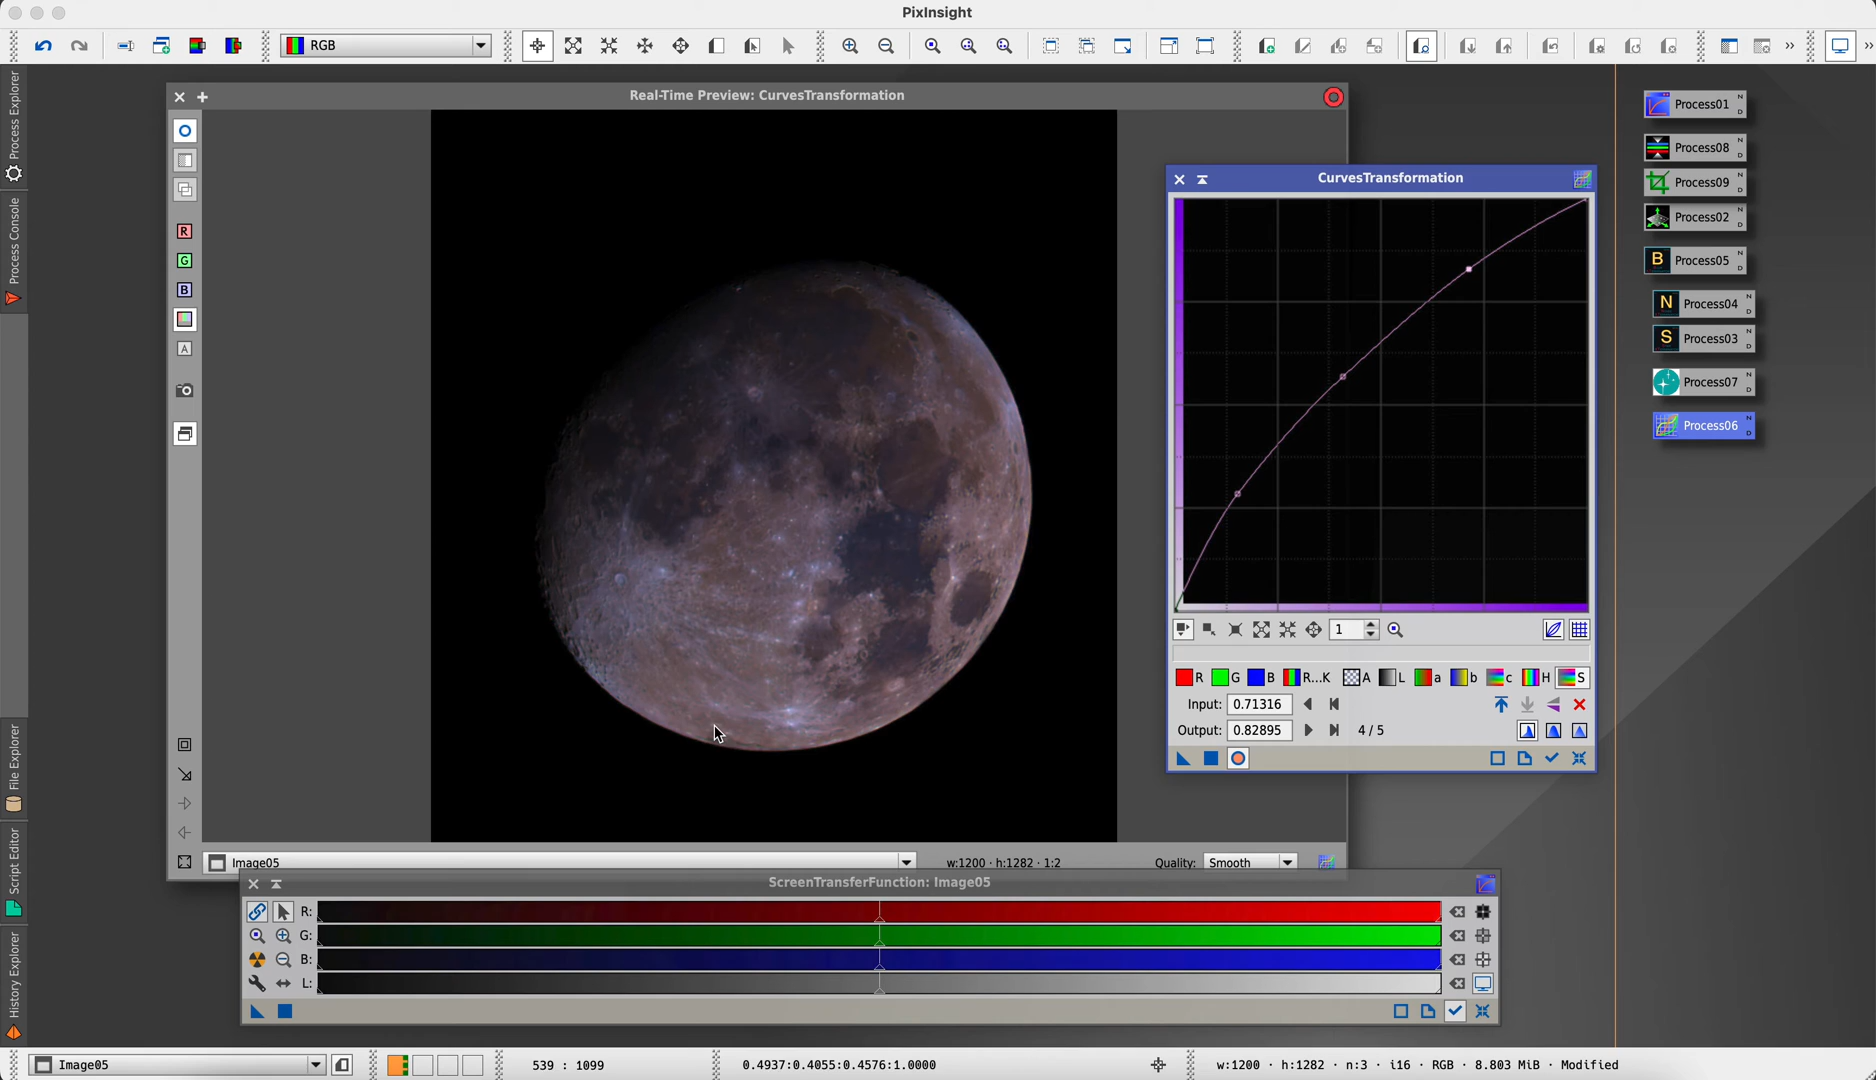 PixInsight
RGB
Process Explorer
Process Console
File Explorer
Script Editor
History Explorer
Real-Time Preview: CurvesTransformation
R
G
B
A
Image05
w:1200 · h:1282 · 1:2
Quality: Smooth
CurvesTransformation
1
R G B R...K A L a b c H S
Input: 0.71316
Output: 0.82895 4 / 5
Process01 N D
Process08 N D
Process09 N D
Process02 N D
B Process05 N D
N Process04 N D
S Process03 N D
Process07 N D
Process06 N D
ScreenTransferFunction: Image05
R:
G:
B:
L:
Image05
539 : 1099
0.4937:0.4055:0.4576:1.0000
w:1200 · h:1282 · n:3 · i16 · RGB · 8.803 MiB · Modified